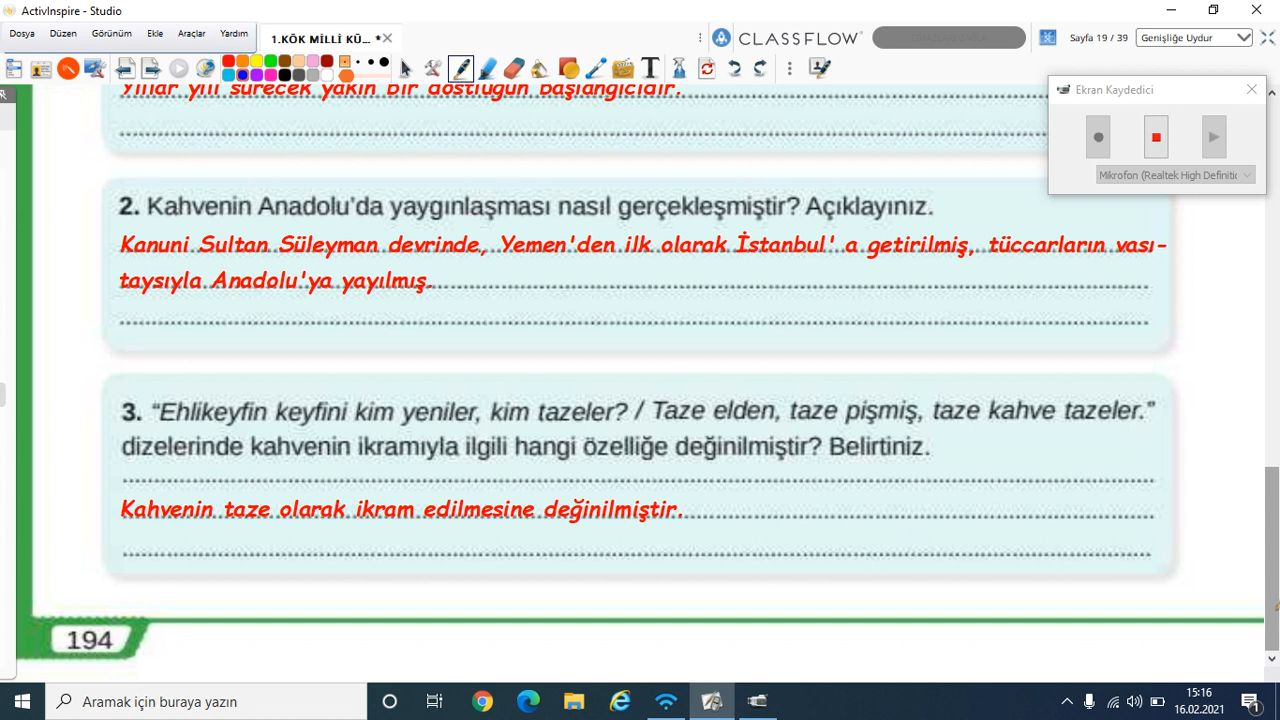 ActivInspire - Studio
Dosya Düzen Görünüm Ekle Araçlar Yardım
1.KÖK MİLLİ KÜ... *
CLASSFLOW
Sayfa 19 / 39
Genişliğe Uydur
Ekran Kaydedici
Mikrofon (Realtek High Definitic
Yıllar yılı sürecek yakın bir dostluğun başlangıcıdır.
2. Kahvenin Anadolu'da yaygınlaşması nasıl gerçekleşmiştir? Açıklayınız.
Kanuni Sultan Süleyman devrinde, Yemen'den ilk olarak İstanbul' a getirilmiş, tüccarların vası-
taysıyla Anadolu'ya yayılmış.
3. “Ehlikeyfin keyfini kim yeniler, kim tazeler? / Taze elden, taze pişmiş, taze kahve tazeler.”
dizelerinde kahvenin ikramıyla ilgili hangi özelliğe değinilmiştir? Belirtiniz.
Kahvenin taze olarak ikram edilmesine değinilmiştir.
194
Aramak için buraya yazın
15:16
16.02.2021
1